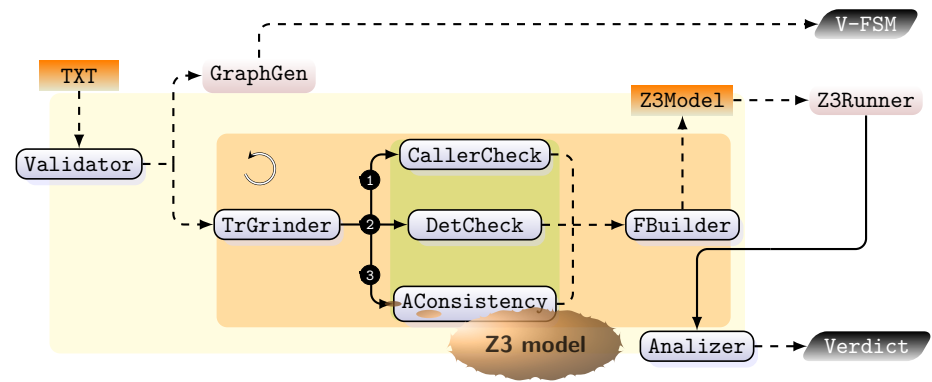 V-FSM
TXT
GraphGen
Z3Model
Z3Runner
Validator
CallerCheck
1
TrGrinder
2
DetCheck
FBuilder
3
AConsistency
Z3 model
Analizer
Verdict